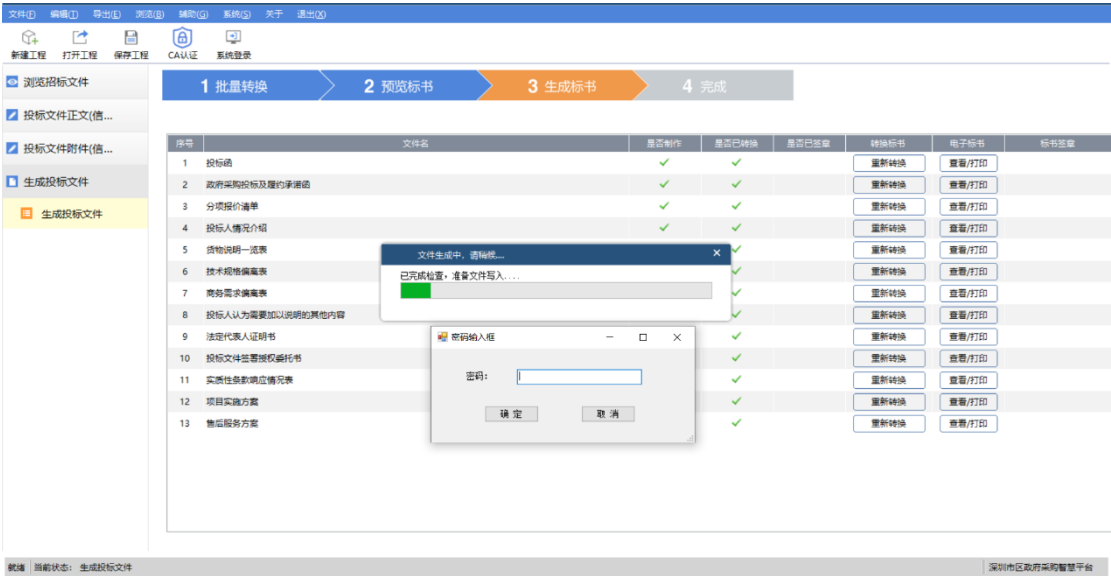 文件(F) 编辑(I) 导出(E) 浏览(B) 辅助(G) 系统(S) 关于 退出(X)
新建工程 打开工程 保存工程 CA认证 系统登录
浏览招标文件
投标文件正文(信...
投标文件附件(信...
生成投标文件
生成投标文件
1 批量转换 2 预览标书 3 生成标书 4 完成
序号 文件名 是否制作 是否已转换 是否已签章 转换标书 电子标书 标书签章
1 投标函 重新转换 查看/打印
2 政府采购投标及履约承诺函 重新转换 查看/打印
3 分项报价清单 重新转换 查看/打印
4 投标人情况介绍 重新转换 查看/打印
5 货物说明一览表 重新转换 查看/打印
6 技术规格偏离表 重新转换 查看/打印
7 商务需求偏离表 重新转换 查看/打印
8 投标人认为需要加以说明的其他内容 重新转换 查看/打印
9 法定代表人证明书 重新转换 查看/打印
10 投标文件签署授权委托书 重新转换 查看/打印
11 实质性条款响应情况表 重新转换 查看/打印
12 项目实施方案 重新转换 查看/打印
13 售后服务方案 重新转换 查看/打印
文件生成中，请稍候....
已完成检查，准备文件写入....
密码输入框
密码：
确 定 取 消
就绪 当前状态： 生成投标文件 深圳市区政府采购智慧平台